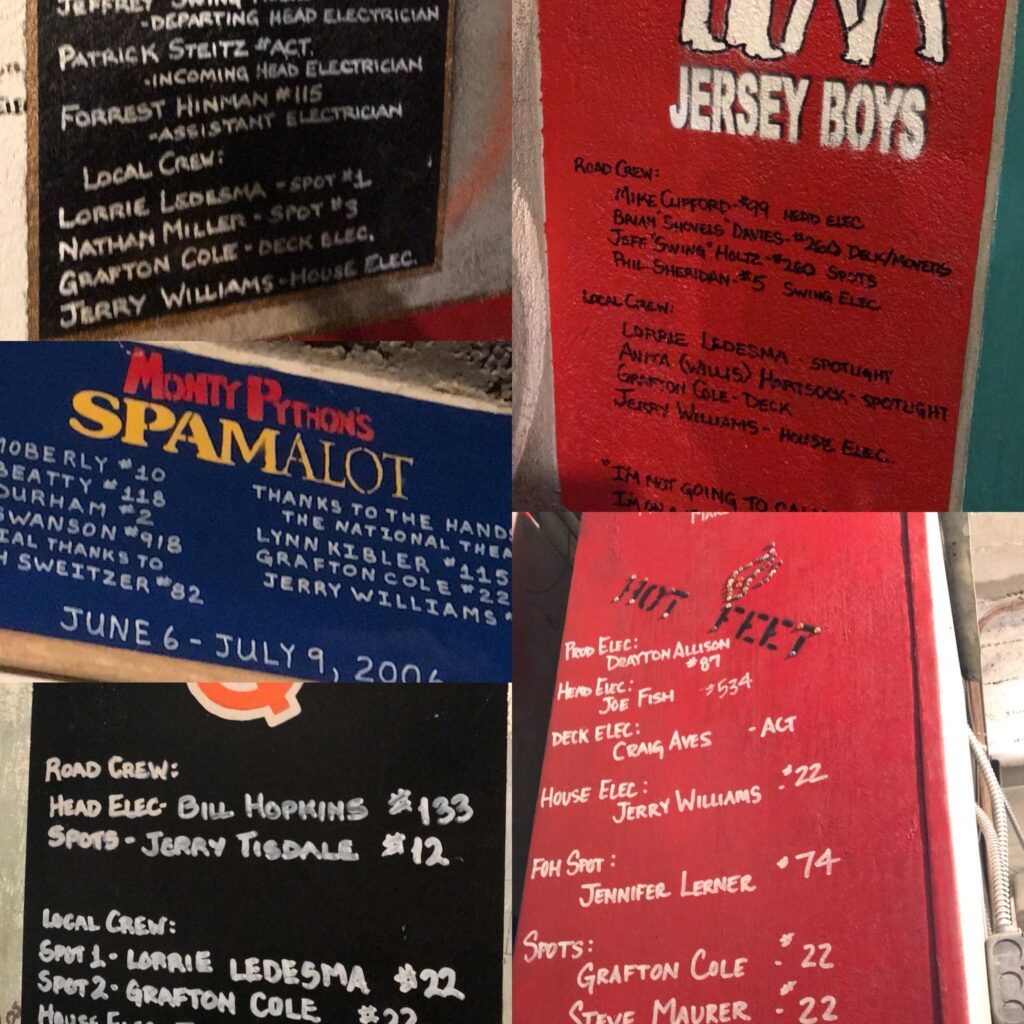 -DEPARTING HEAD ELECTRICIAN
PATRICK STEITZ #ACT.
-INCOMING HEAD ELECTRICIAN
FORREST HINMAN #115
-ASSISTANT ELECTRICIAN
LOCAL CREW:
LORRIE LEDESMA - SPOT #1
NATHAN MILLER - SPOT #3
GRAFTON COLE - DECK ELEC.
JERRY WILLIAMS - HOUSE ELEC.
JERSEY BOYS
ROAD CREW:
MIKE CLIFFORD - #99 HEAD ELEC
BRIAN "SHOVELS" DAVIES - #260 DECK/MOVERS
JEFF "SWING" HOLTZ - #260 SPOTS
PHIL SHERIDAN - #5 SWING ELEC
LOCAL CREW:
LORRIE LEDESMA - SPOTLIGHT
ANITA (WILLIS) HARTSOCK - SPOTLIGHT
GRAFTON COLE - DECK
JERRY WILLIAMS - HOUSE ELEC.
"I'M NOT GOING TO
MONTY PYTHON'S
SPAMALOT
MOBERLY #10
BEATTY #118
DURHAM #2
SWANSON #918
IAL THANKS TO
H SWEITZER #82
THANKS TO THE HAND
THE NATIONAL THEA
LYNN KIBLER #115
GRAFTON COLE #22
JERRY WILLIAMS #
JUNE 6 - JULY 9, 2006
ROAD CREW:
HEAD ELEC- BILL HOPKINS #133
SPOTS - JERRY TISDALE #12
LOCAL CREW:
SPOT 1 - LORRIE LEDESMA #22
SPOT 2 - GRAFTON COLE #22
HOT FEET
PROD ELEC:
DRAYTON ALLISON
#87
HEAD ELEC:
JOE FISH #534
DECK ELEC:
CRAIG AVES - ACT
HOUSE ELEC:
JERRY WILLIAMS - #22
FOH SPOT:
JENNIFER LERNER #74
SPOTS:
GRAFTON COLE - #22
STEVE MAURER - #22